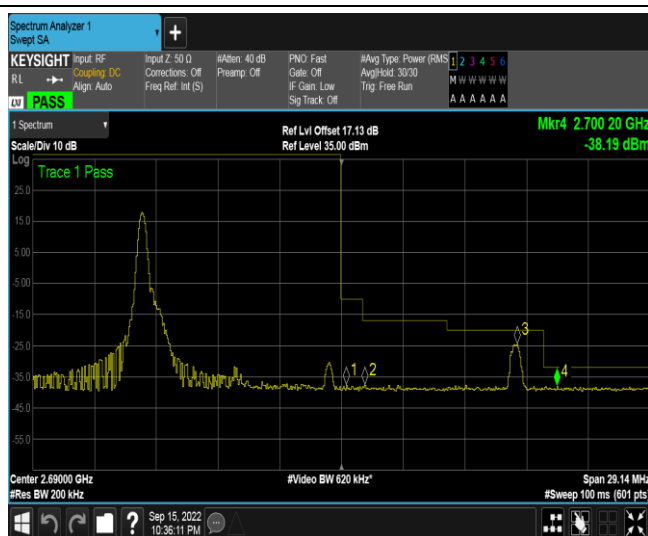 Spectrum Analyzer 1
Swept SA
+
KEYSIGHT Input: RF Input Z: 50 Ω #Atten: 40 dB PNO: Fast #Avg Type: Power (RMS 1 2 3 4 5 6
RL Coupling: DC Corrections: Off Preamp: Off Gate: Off Avg|Hold: 30/30 M W W W W W
Align: Auto Freq Ref: Int (S) IF Gain: Low Trig: Free Run
LXI PASS Sig Track: Off A A A A A A
1 Spectrum Ref Lvl Offset 17.13 dB Mkr4 2.700 20 GHz
Scale/Div 10 dB Ref Level 35.00 dBm -38.19 dBm
Log
Trace 1 Pass
25.0
15.0
5.00
-5.00
-15.0
-25.0 3
-35.0 1 2 4
-45.0
-55.0
Center 2.69000 GHz #Video BW 620 kHz* Span 29.14 MHz
#Res BW 200 kHz #Sweep 100 ms (601 pts)
? Sep 15, 2022
10:36:11 PM